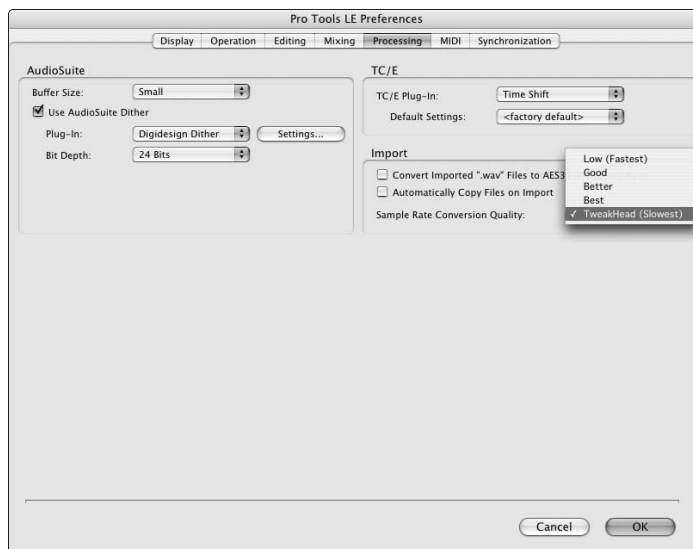 Pro Tools LE Preferences
Display Operation Editing Mixing Processing MIDI Synchronization
AudioSuite
Buffer Size: Small
Use AudioSuite Dither
Plug-In: Digidesign Dither Settings...
Bit Depth: 24 Bits
TC/E
TC/E Plug-In: Time Shift
Default Settings: <factory default>
Import
Convert Imported ".wav" Files to AES3
Automatically Copy Files on Import
Sample Rate Conversion Quality:
Low (Fastest)
Good
Better
Best
✓ TweakHead (Slowest)
Cancel OK